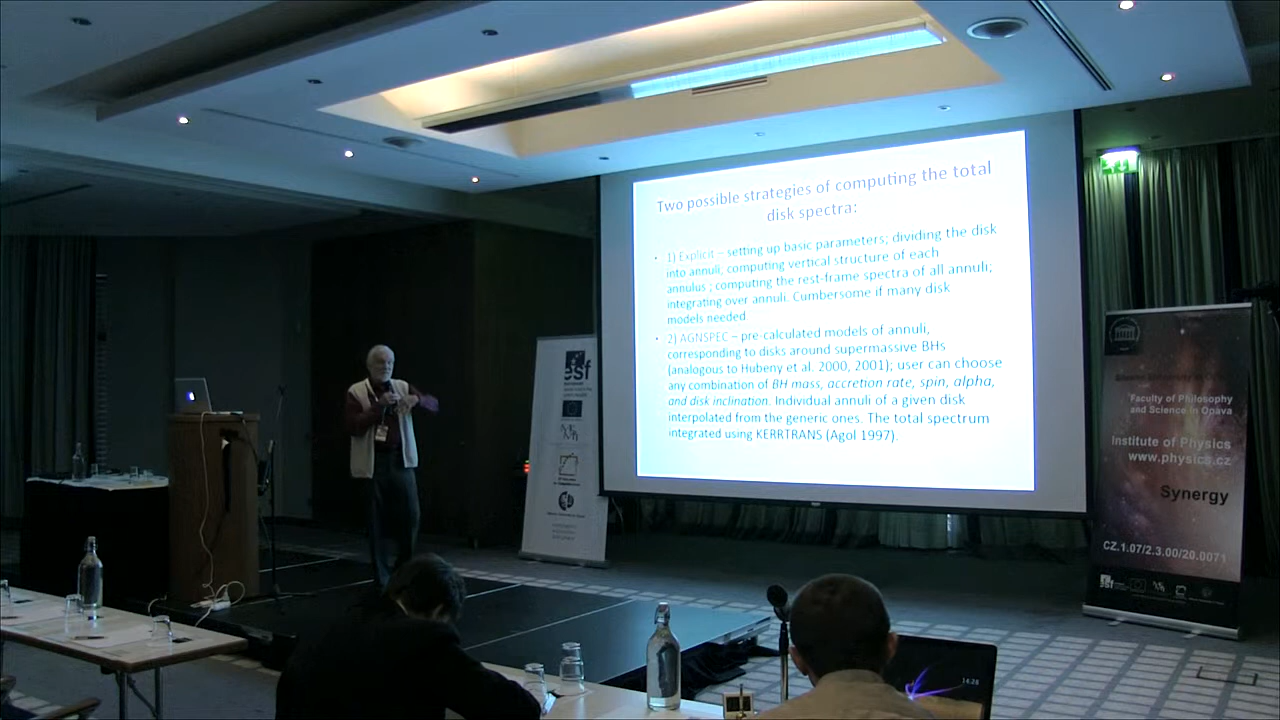 Two possible strategies of computing the total
disk spectra:
• 1) Explicit – setting up basic parameters; dividing the disk
into annuli, computing vertical structure of each
annulus ; computing the rest-frame spectra of all annuli;
integrating over annuli. Cumbersome if many disk
models needed
• 2) AGNSPEC – pre-calculated models of annuli,
corresponding to disks around supermassive BHs
(analogous to Hubeny et al. 2000, 2001); user can choose
any combination of BH mass, accretion rate, spin, alpha,
and disk inclination. Individual annuli of a given disk
interpolated from the generic ones. The total spectrum
integrated using KERRTRANS (Agol 1997).
esf
Faculty of Philosophy
and Science in Opava
Institute of Physics
www.physics.cz
Synergy
CZ.1.07/2.3.00/20.0071
esf
14:28